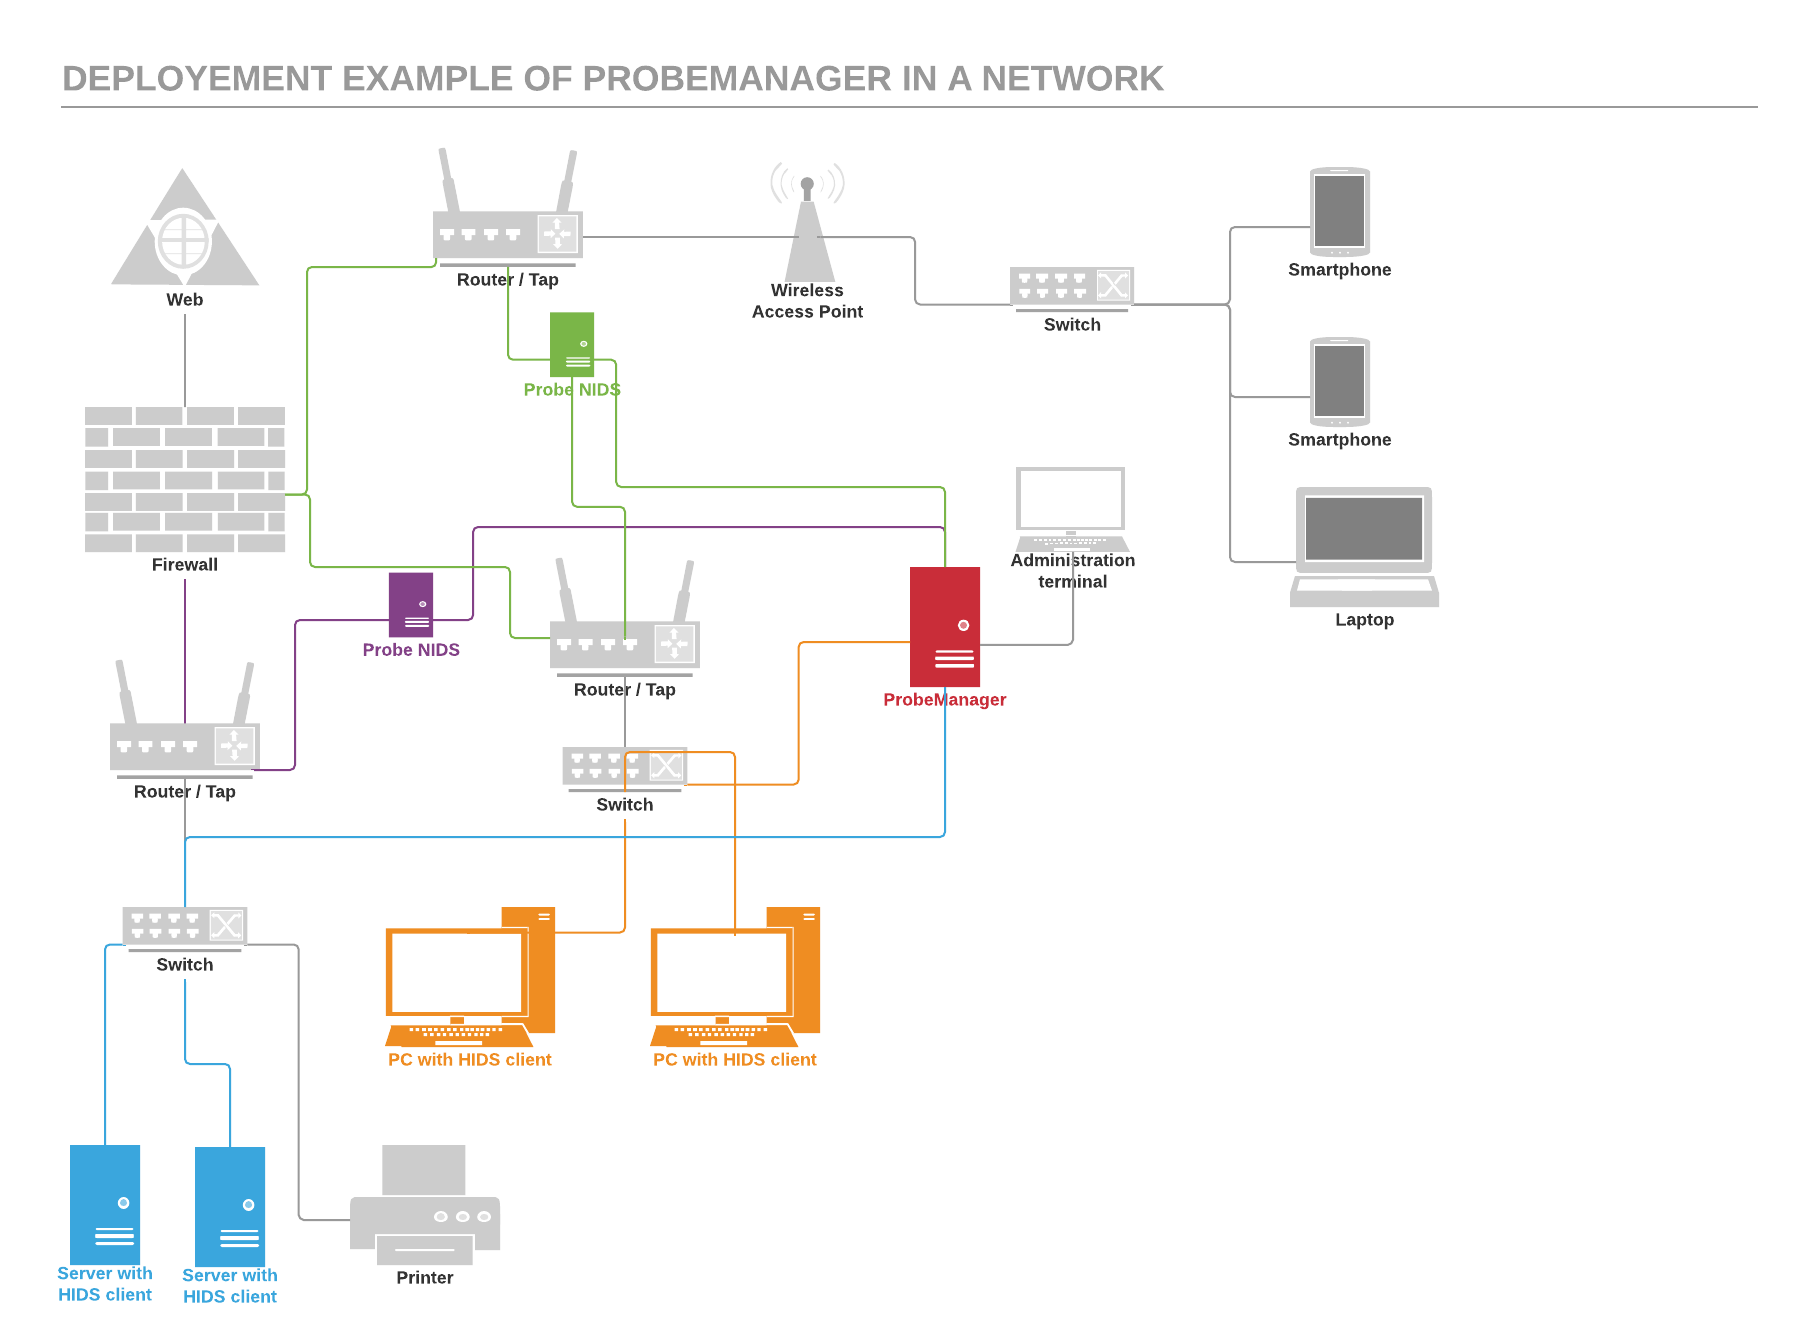 DEPLOYEMENT EXAMPLE OF PROBEMANAGER IN A NETWORK
Web
Router / Tap
Wireless
Access Point
Switch
Smartphone
Probe NIDS
Smartphone
Firewall
Administration
terminal
Laptop
Probe NIDS
Router / Tap
ProbeManager
Router / Tap
Switch
Switch
PC with HIDS client
PC with HIDS client
Server with
HIDS client
Server with
HIDS client
Printer